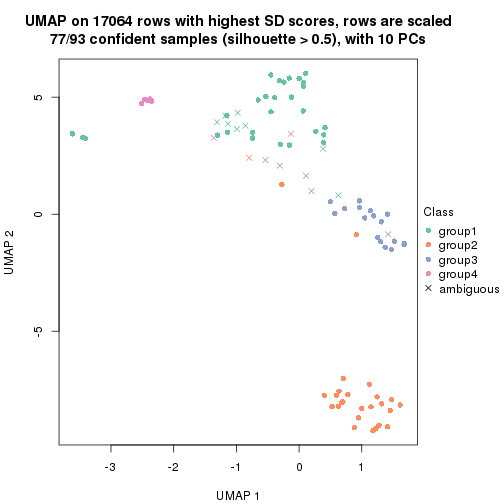 UMAP on 17064 rows with highest SD scores, rows are scaled
77/93 confident samples (silhouette > 0.5), with 10 PCs
5
0
-5
UMAP 2
-3
-2
-1
0
1
UMAP 1
Class
group1
group2
group3
group4
ambiguous